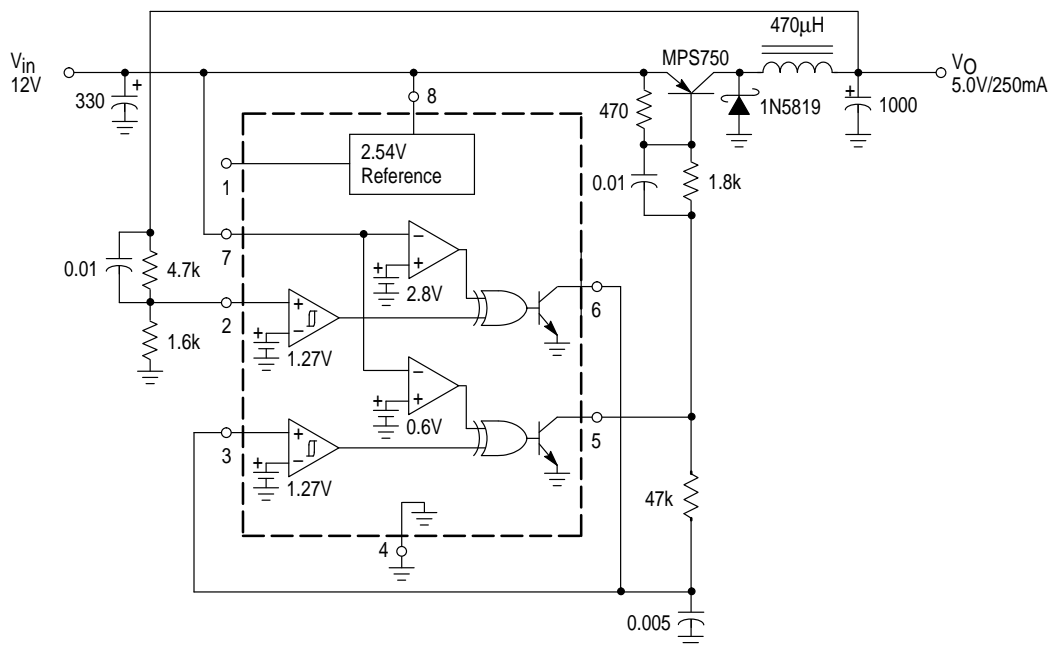 470µH
MPS750
Vin
12V
VO
5.0V/250mA
330
+
8
470
1N5819
+
1000
2.54V
Reference
1
0.01
1.8k
7
0.01
4.7k
−
+
+
2.8V
6
2
+
−
+
1.27V
1.6k
−
+
+
0.6V
5
3
+
−
+
1.27V
47k
4
0.005